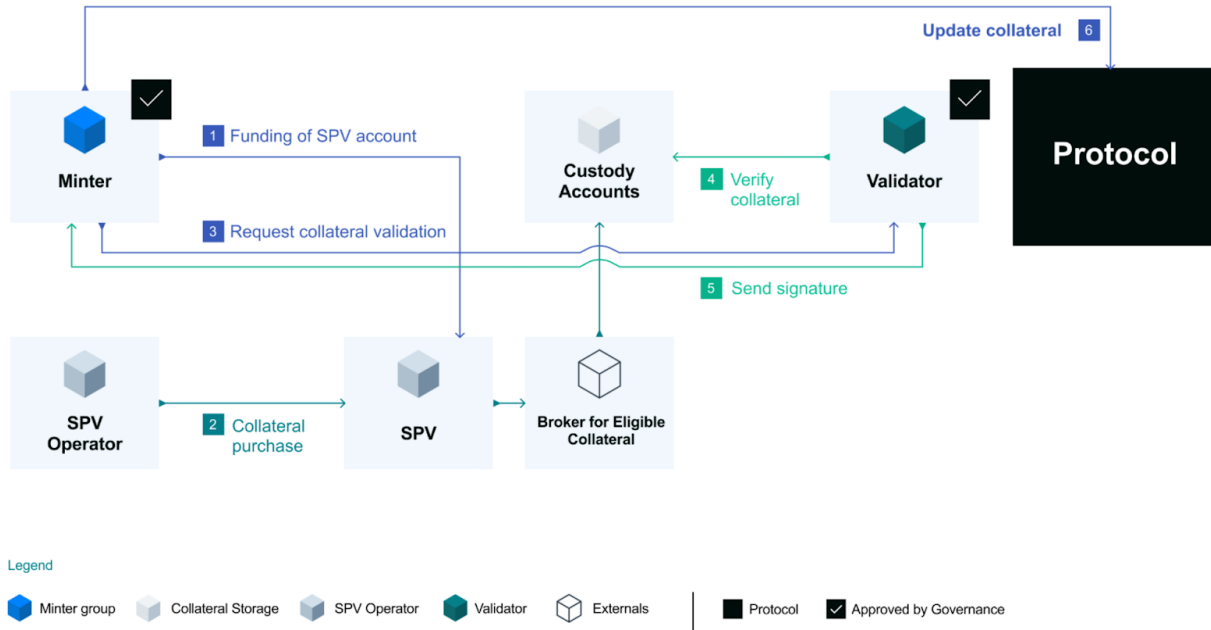 Update collateral 6
1 Funding of SPV account
Minter
Custody
Accounts
4 Verify
collateral
Validator
Protocol
3 Request collateral validation
5 Send signature
SPV
Operator
2 Collateral
purchase
SPV
Broker for Eligible
Collateral
Legend
Minter group
Collateral Storage
SPV Operator
Validator
Externals
Protocol
Approved by Governance